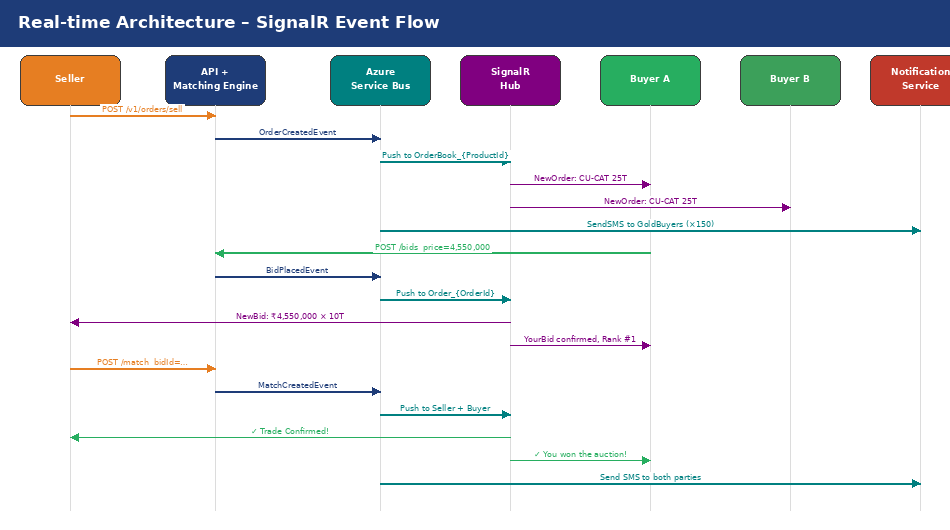 Real-time Architecture – SignalR Event Flow
Seller
API +
Matching Engine
Azure
Service Bus
SignalR
Hub
Buyer A
Buyer B
Notification
Service
POST /v1/orders/sell
OrderCreatedEvent
Push to OrderBook_{ProductId}
NewOrder: CU-CAT 25T
NewOrder: CU-CAT 25T
SendSMS to GoldBuyers (×150)
POST /bids price=4,550,000
BidPlacedEvent
Push to Order_{OrderId}
NewBid: ₹4,550,000 × 10T
YourBid confirmed, Rank #1
POST /match bidId=...
MatchCreatedEvent
Push to Seller + Buyer
✓ Trade Confirmed!
✓ You won the auction!
Send SMS to both parties